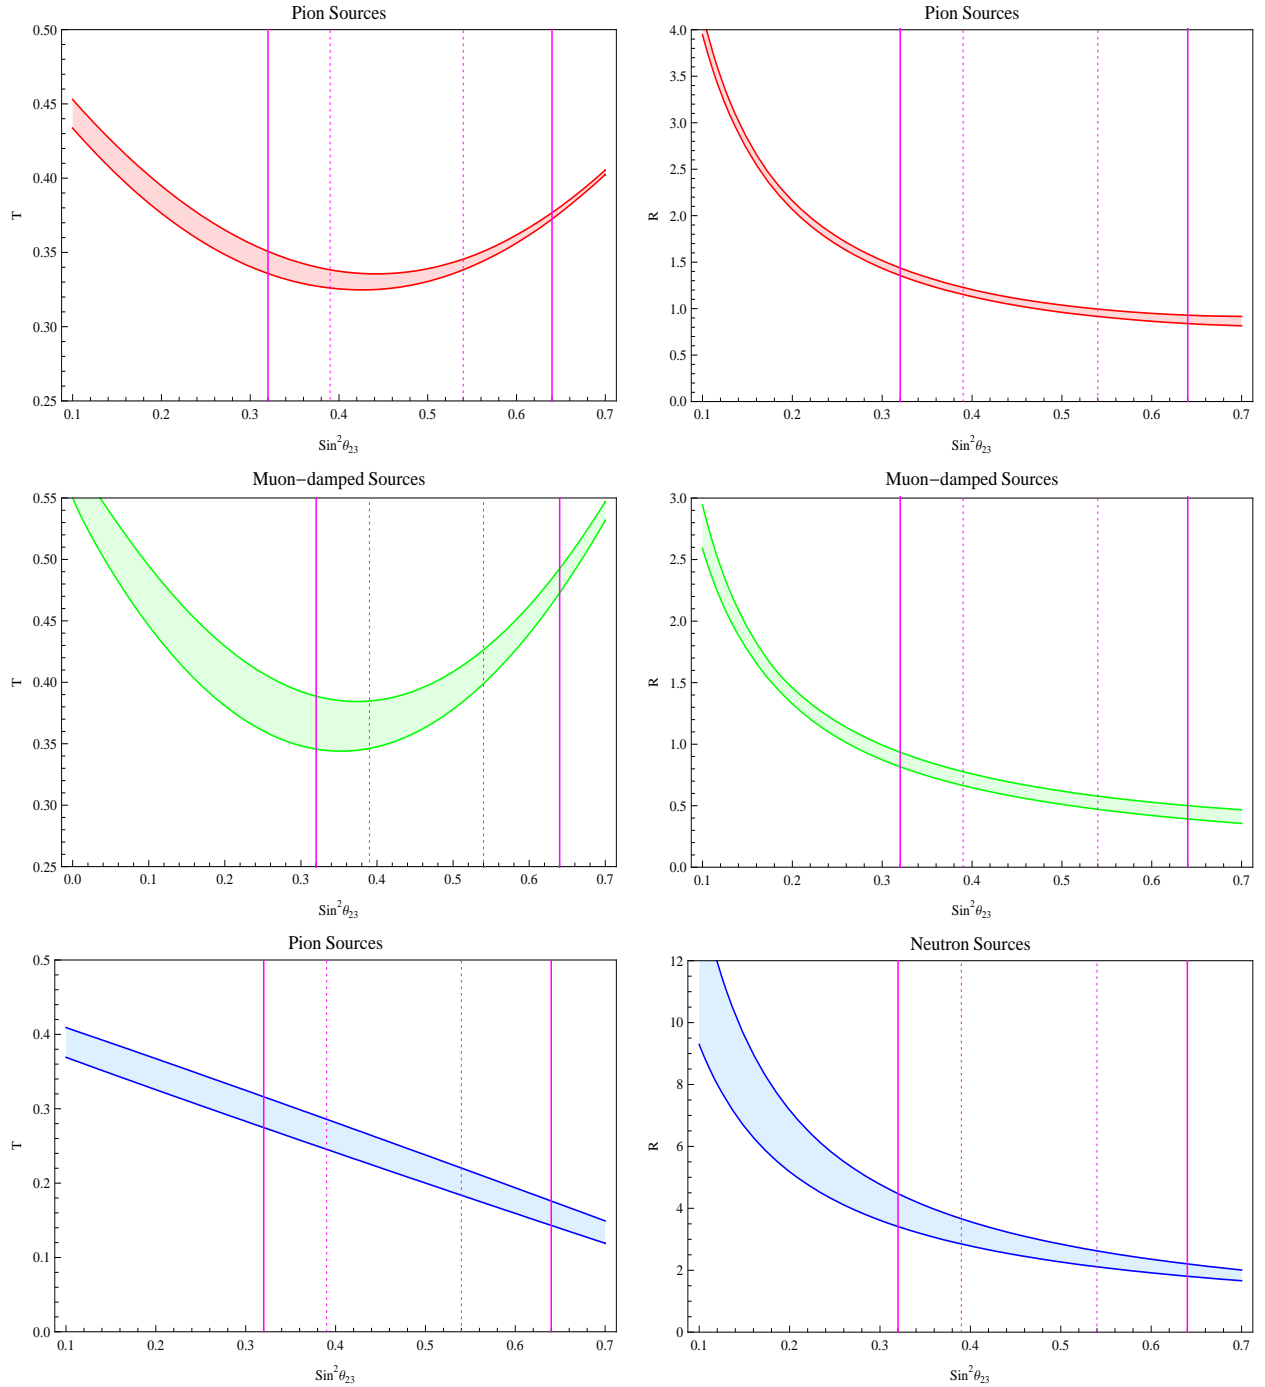 Pion Sources
0.50
0.45
0.40
T
0.35
0.30
0.25
0.1 0.2 0.3 0.4 0.5 0.6 0.7
Sin²θ₂₃
Pion Sources
4.0
3.5
3.0
2.5
R
2.0
1.5
1.0
0.5
0.0
0.1 0.2 0.3 0.4 0.5 0.6 0.7
Sin²θ₂₃
Muon−damped Sources
0.55
0.50
0.45
T
0.40
0.35
0.30
0.25
0.0 0.1 0.2 0.3 0.4 0.5 0.6 0.7
Sin²θ₂₃
Muon−damped Sources
3.0
2.5
2.0
R
1.5
1.0
0.5
0.0
0.1 0.2 0.3 0.4 0.5 0.6 0.7
Sin²θ₂₃
Pion Sources
0.5
0.4
0.3
T
0.2
0.1
0.0
0.1 0.2 0.3 0.4 0.5 0.6 0.7
Sin²θ₂₃
Neutron Sources
12
10
8
R
6
4
2
0
0.1 0.2 0.3 0.4 0.5 0.6 0.7
Sin²θ₂₃